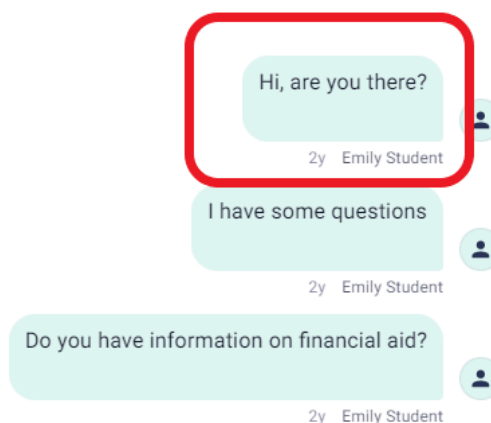 Hi, are you there?
2y Emily Student
I have some questions
2y Emily Student
Do you have information on financial aid?
2y Emily Student